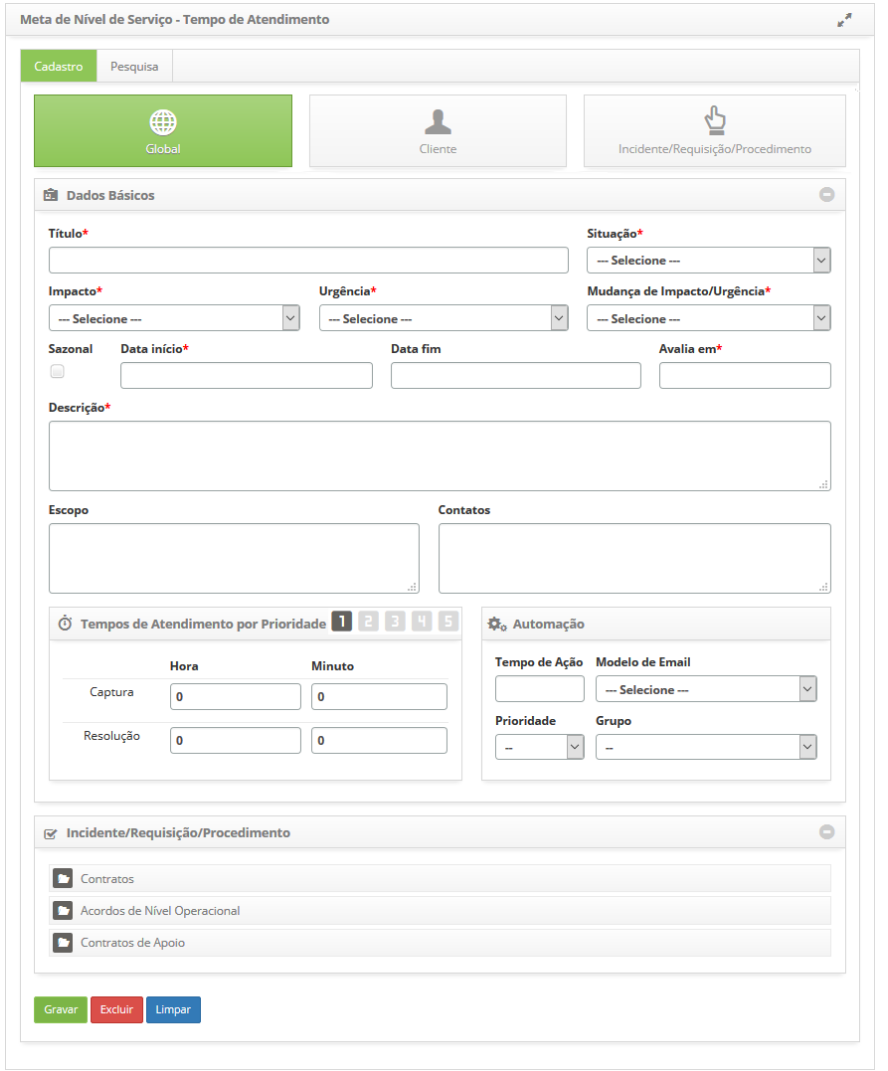 Meta de Nível de Serviço - Tempo de Atendimento
Cadastro Pesquisa
Global Cliente Incidente/Requisição/Procedimento
Dados Básicos
Título* Situação*
--- Selecione ---
Impacto* Urgência* Mudança de Impacto/Urgência*
--- Selecione --- --- Selecione --- --- Selecione ---
Sazonal Data início* Data fim Avalia em*
Descrição*
Escopo Contatos
Tempos de Atendimento por Prioridade 1 2 3 4 5 Automação
Hora Minuto Tempo de Ação Modelo de Email
Captura 0 0 --- Selecione ---
Prioridade Grupo
Resolução 0 0 -- --
Incidente/Requisição/Procedimento
Contratos
Acordos de Nível Operacional
Contratos de Apoio
Gravar Excluir Limpar